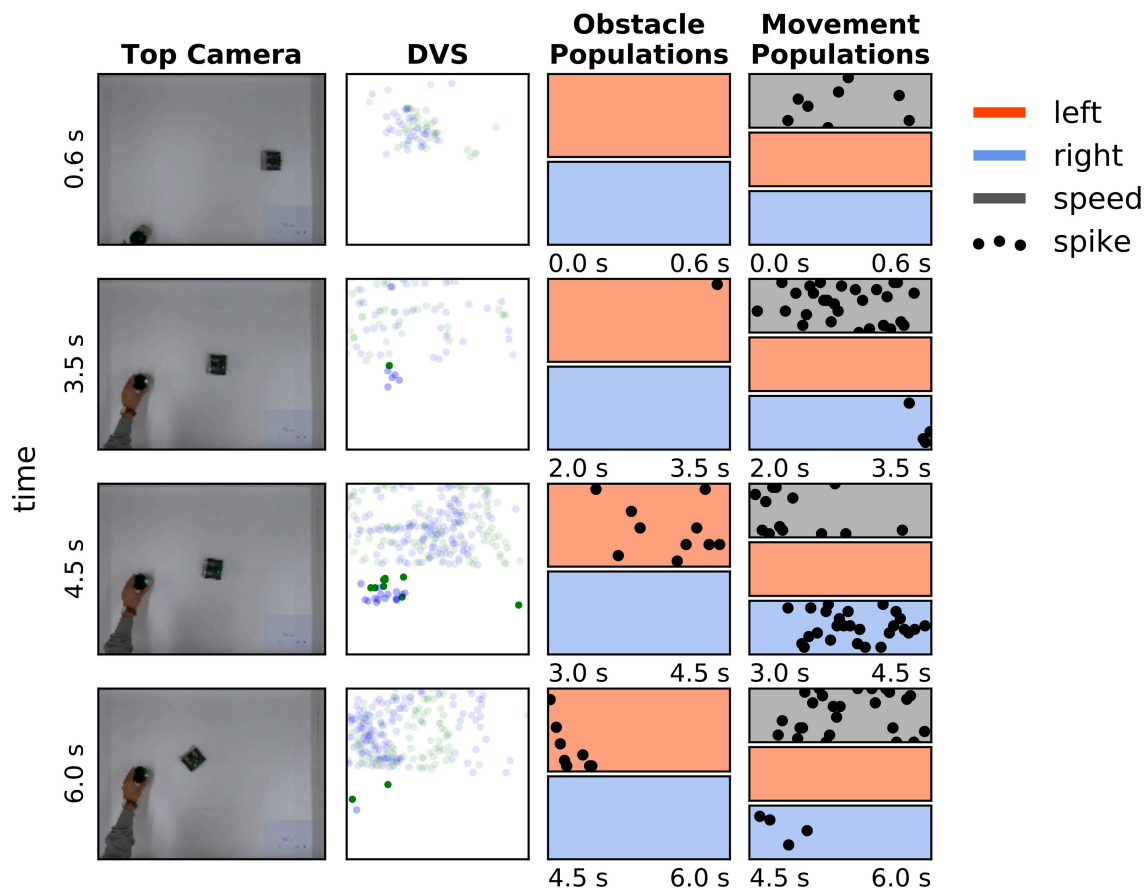 Top Camera
DVS
Obstacle
Populations
Movement
Populations
left
right
speed
spike
time
0.6 s
0.0 s
0.6 s
0.0 s
0.6 s
3.5 s
2.0 s
3.5 s
2.0 s
3.5 s
4.5 s
3.0 s
4.5 s
3.0 s
4.5 s
6.0 s
4.5 s
6.0 s
4.5 s
6.0 s